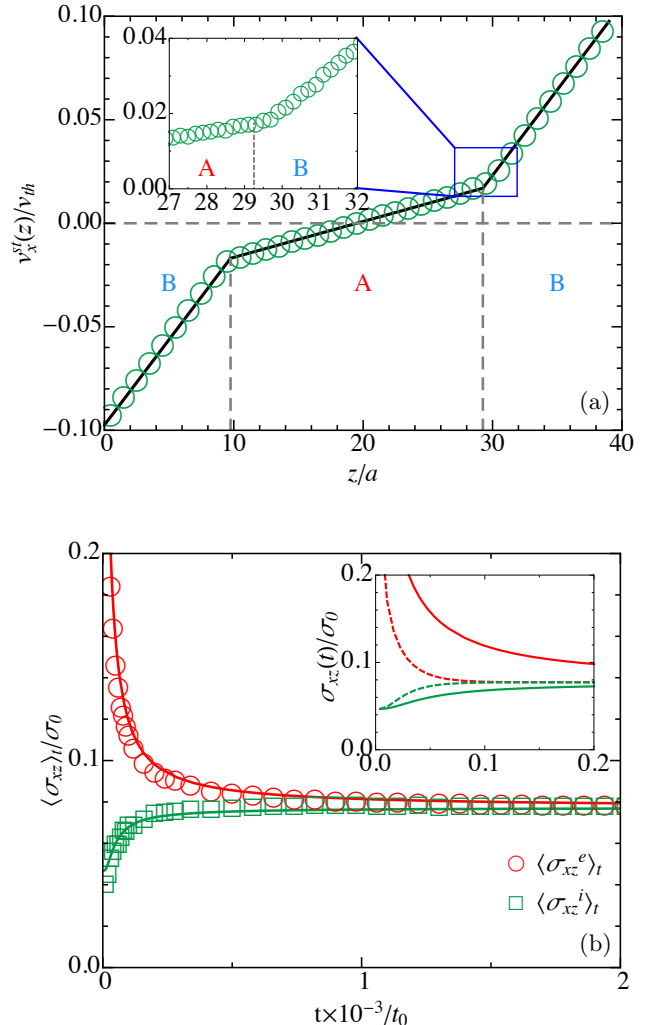 0.10
0.05
0.00
−0.05
−0.10
v_x^{st}(z)/v_{th}
0.04
0.02
0.00
27 28 29 30 31 32
A
B
B
A
B
(a)
0 10 20 30 40
z/a
0.2
0.1
0.0
⟨σ_{xz}⟩_t/σ_0
0.2
0.1
0.0
σ_{xz}(t)/σ_0
0.0 0.1 0.2
⟨σ_{xz}^e⟩_t
⟨σ_{xz}^i⟩_t
(b)
0 1 2
t×10^{−3}/t_0